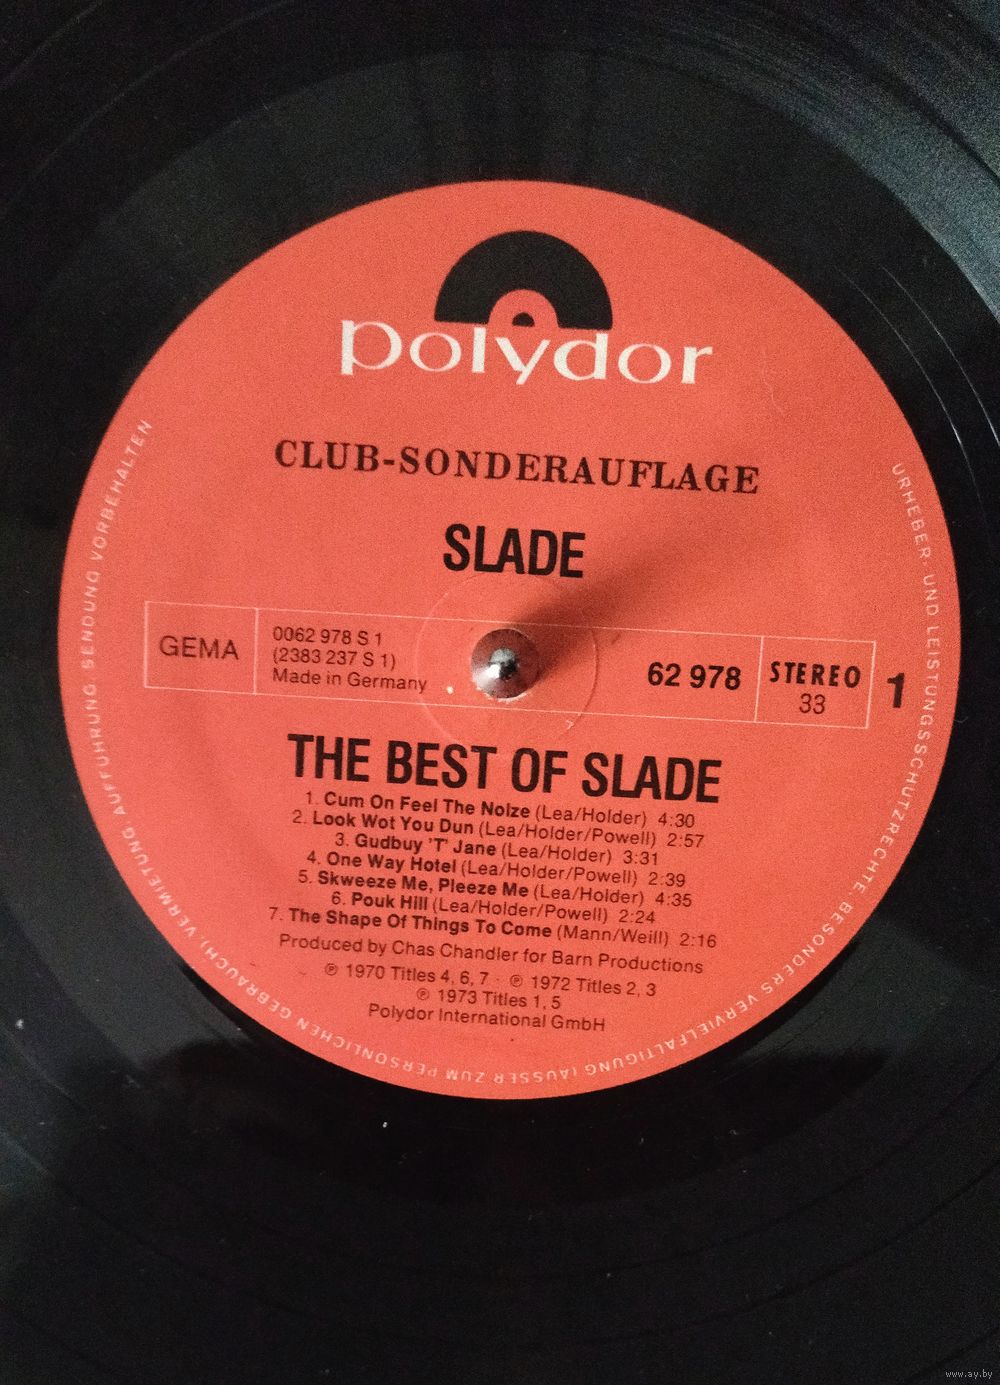 polydor
CLUB-SONDERAUFLAGE
SLADE
GEMA
0062 978 S 1
(2383 237 S 1)
Made in Germany
62 978
STEREO
33
1
THE BEST OF SLADE
1. Cum On Feel The Noize (Lea/Holder) 4:30
2. Look Wot You Dun (Lea/Holder/Powell) 2:57
3. Gudbuy 'T' Jane (Lea/Holder) 3:31
4. One Way Hotel (Lea/Holder/Powell) 2:39
5. Skweeze Me, Pleeze Me (Lea/Holder) 4:35
6. Pouk Hill (Lea/Holder/Powell) 2:24
7. The Shape Of Things To Come (Mann/Weill) 2:16
Produced by Chas Chandler for Barn Productions
℗ 1970 Titles 4, 6, 7 · ℗ 1972 Titles 2, 3
℗ 1973 Titles 1, 5
Polydor International GmbH
URHEBER- UND LEISTUNGSSCHUTZRECHTE, BESONDERS VERVIELFÄLTIGUNG (AUSSER ZUM PERSÖNLICHEN GEBRAUCH), VERMIETUNG, AUFFÜHRUNG, SENDUNG VORBEHALTEN
www.ay.by